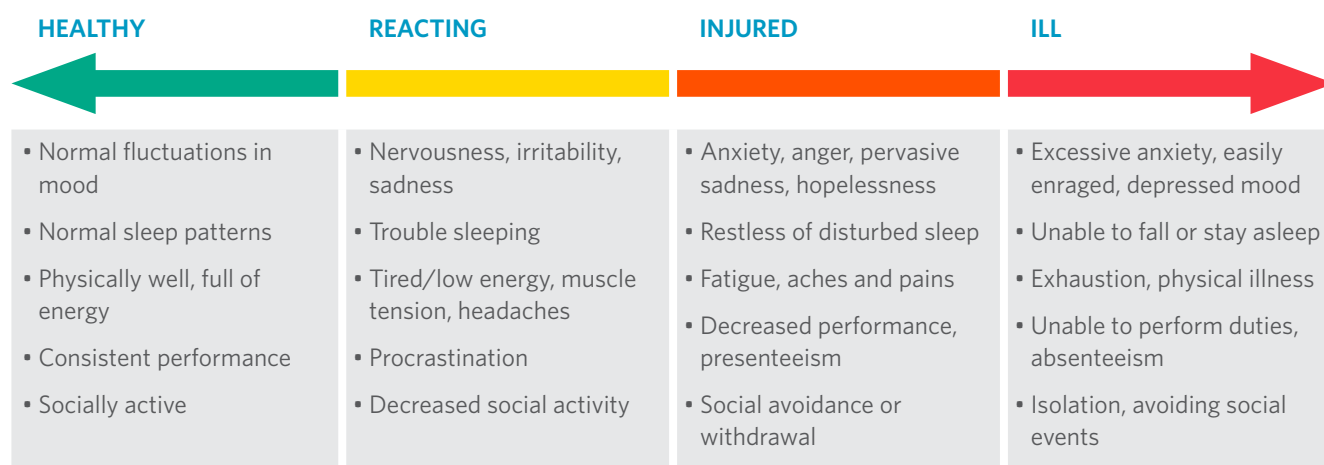 HEALTHY
• Normal fluctuations in
mood
• Normal sleep patterns
• Physically well, full of
energy
• Consistent performance
• Socially active
REACTING
• Nervousness, irritability,
sadness
• Trouble sleeping
• Tired/low energy, muscle
tension, headaches
• Procrastination
• Decreased social activity
INJURED
• Anxiety, anger, pervasive
sadness, hopelessness
• Restless of disturbed sleep
• Fatigue, aches and pains
• Decreased performance,
presenteeism
• Social avoidance or
withdrawal
ILL
• Excessive anxiety, easily
enraged, depressed mood
• Unable to fall or stay asleep
• Exhaustion, physical illness
• Unable to perform duties,
absenteeism
• Isolation, avoiding social
events